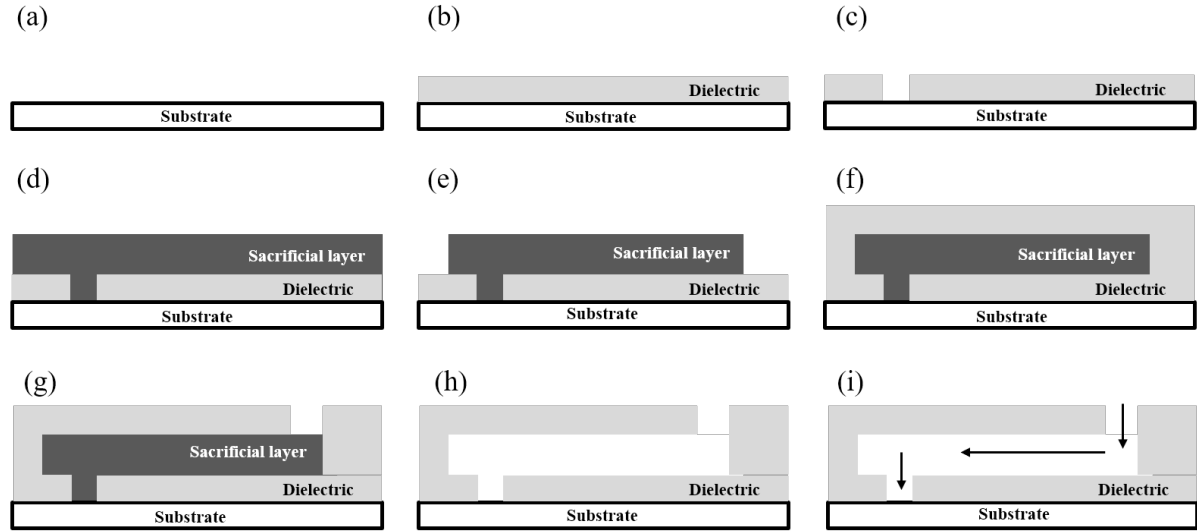 (a)
(b)
(c)
Dielectric
Dielectric
Substrate
Substrate
Substrate
(d)
(e)
(f)
Sacrificial layer
Sacrificial layer
Sacrificial layer
Dielectric
Dielectric
Dielectric
Substrate
Substrate
Substrate
(g)
(h)
(i)
Sacrificial layer
Dielectric
Dielectric
Dielectric
Substrate
Substrate
Substrate